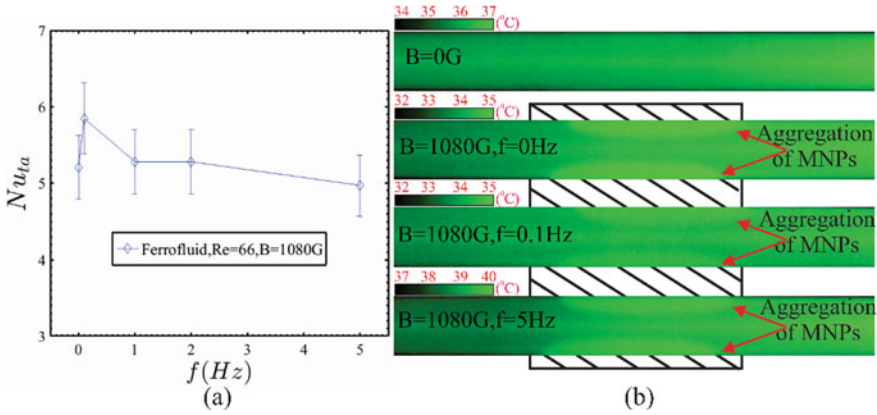 7
6
5
4
3
Nu_ta
Ferrofluid,Re=66,B=1080G
0 1 2 3 4 5
f(Hz)
(a)
34 35 36 37
(°C)
B=0G
32 33 34 35
(°C)
B=1080G,f=0Hz
Aggregation
of MNPs
32 33 34 35
(°C)
B=1080G,f=0.1Hz
Aggregation
of MNPs
37 38 39 40
(°C)
B=1080G,f=5Hz
Aggregation
of MNPs
(b)